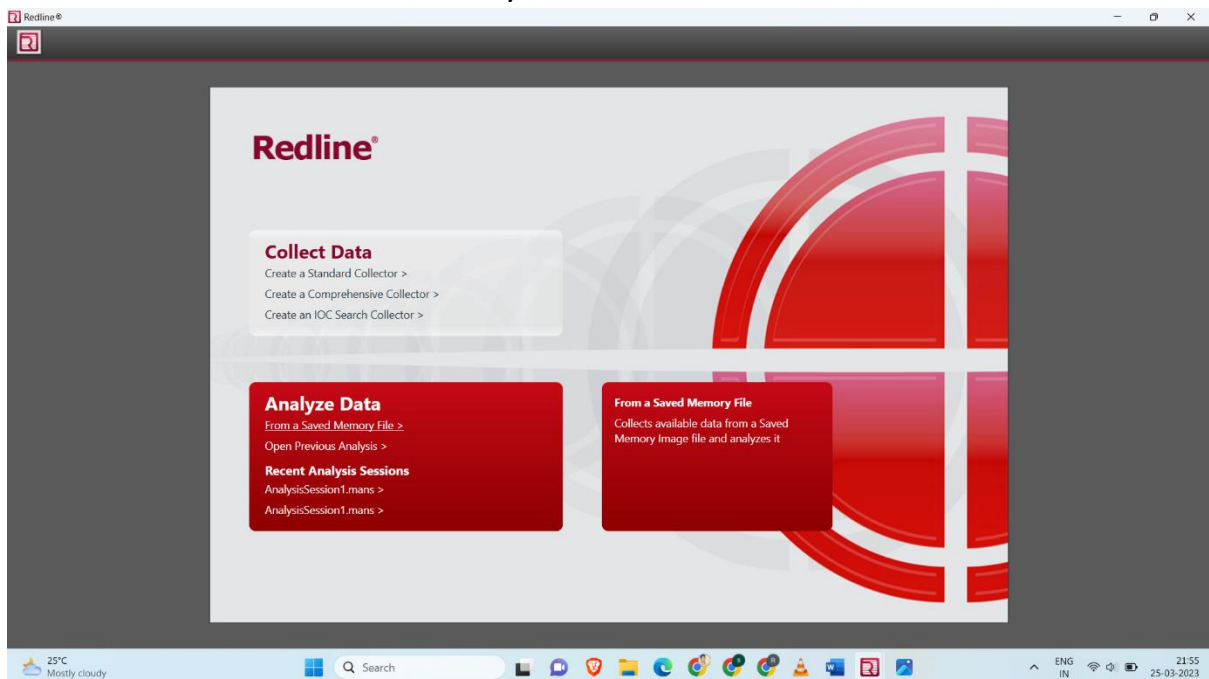 Redline®
Redline®
Collect Data
Create a Standard Collector >
Create a Comprehensive Collector >
Create an IOC Search Collector >
Analyze Data
From a Saved Memory File >
Open Previous Analysis >
Recent Analysis Sessions
AnalysisSession1.mans >
AnalysisSession1.mans >
From a Saved Memory File
Collects available data from a Saved
Memory Image file and analyzes it
25°C
Mostly cloudy
Search
ENG
IN
21:55
25-03-2023